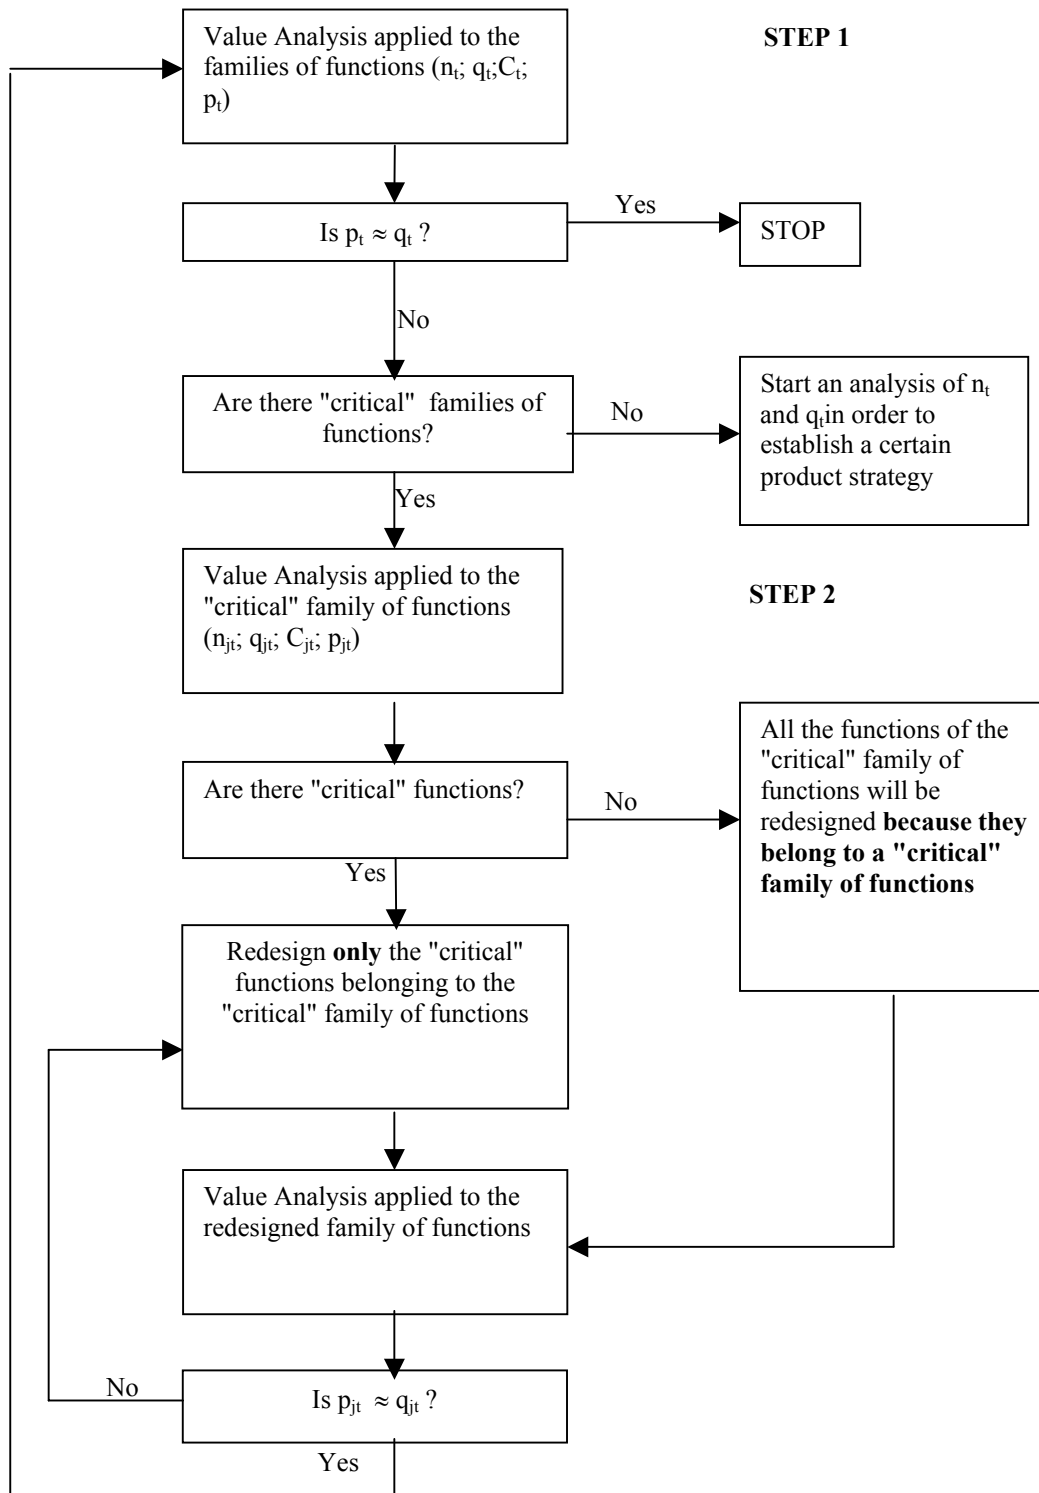 Value Analysis applied to the
families of functions (nt; qt;Ct;
pt)
STEP 1
Is pt ≈ qt ?
Yes
STOP
No
Are there "critical" families of
functions?
No
Start an analysis of nt
and qtin order to
establish a certain
product strategy
Yes
Value Analysis applied to the
"critical" family of functions
(njt; qjt; Cjt; pjt)
STEP 2
Are there "critical" functions?
No
All the functions of the
"critical" family of
functions will be
redesigned because they
belong to a "critical"
family of functions
Yes
Redesign only the "critical"
functions belonging to the
"critical" family of functions
Value Analysis applied to the
redesigned family of functions
No
Is pjt ≈ qjt ?
Yes